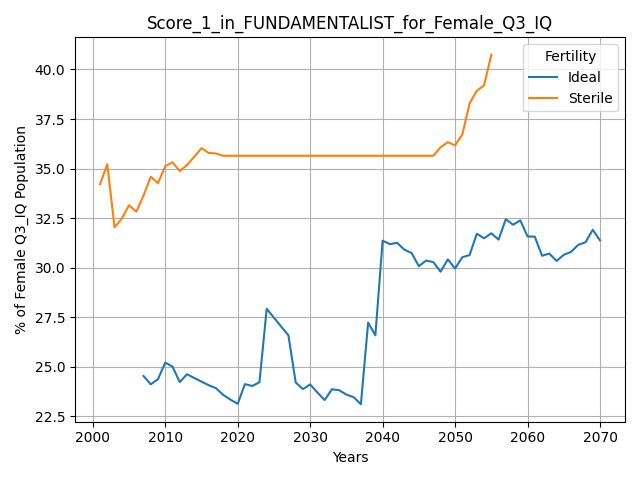 Score_1_in_FUNDAMENTALIST_for_Female_Q3_IQ
Fertility
Ideal
Sterile
% of Female Q3_IQ Population
40.0
37.5
35.0
32.5
30.0
27.5
25.0
22.5
2000 2010 2020 2030 2040 2050 2060 2070
Years